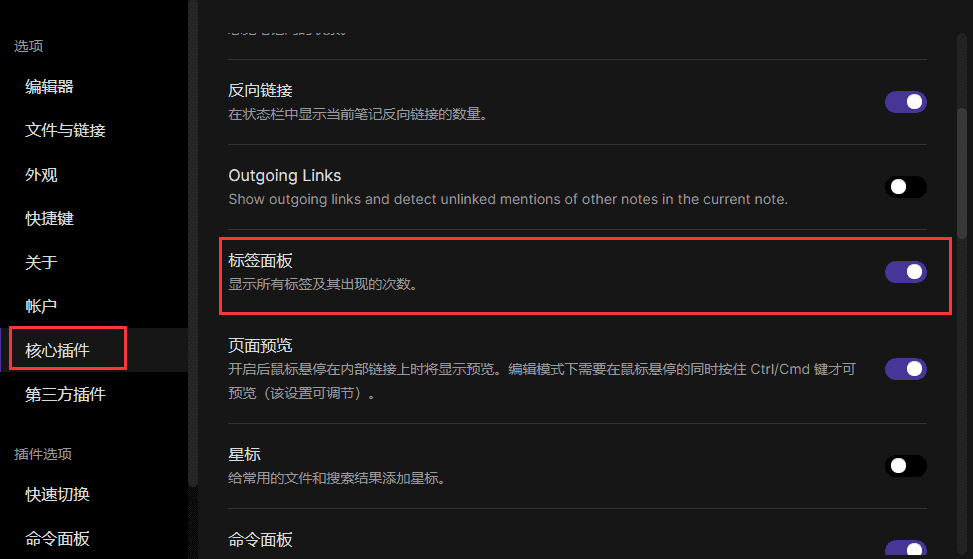 选项
编辑器
文件与链接
外观
快捷键
关于
帐户
核心插件
第三方插件
插件选项
快速切换
命令面板
反向链接
在状态栏中显示当前笔记反向链接的数量。
Outgoing Links
Show outgoing links and detect unlinked mentions of other notes in the current note.
标签面板
显示所有标签及其出现的次数。
页面预览
开启后鼠标悬停在内部链接上时将显示预览。编辑模式下需要在鼠标悬停的同时按住 Ctrl/Cmd 键才可
预览（该设置可调节）。
星标
给常用的文件和搜索结果添加星标。
命令面板